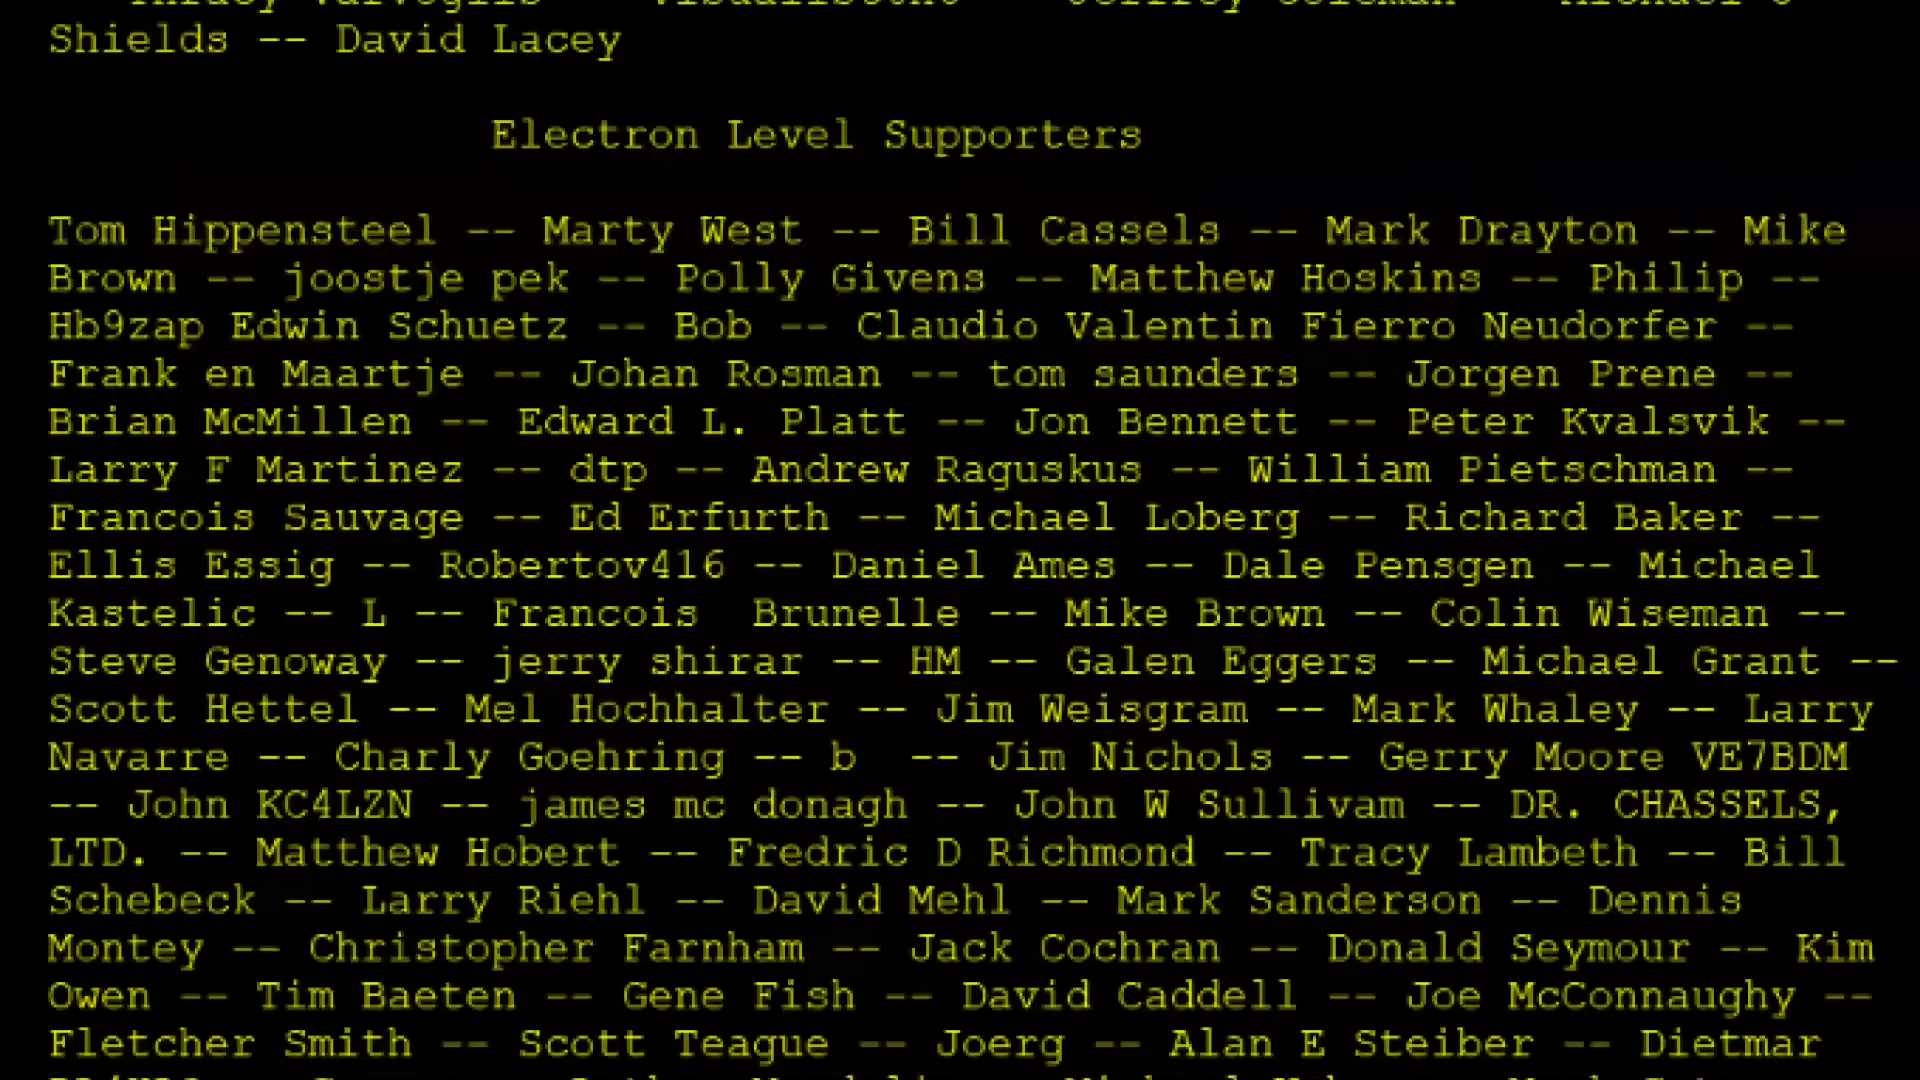 Shields -- David Lacey
Electron Level Supporters
Tom Hippensteel -- Marty West -- Bill Cassels -- Mark Drayton -- Mike
Brown -- joostje pek -- Polly Givens -- Matthew Hoskins -- Philip --
Hb9zap Edwin Schuetz -- Bob -- Claudio Valentin Fierro Neudorfer --
Frank en Maartje -- Johan Rosman -- tom saunders -- Jorgen Prene --
Brian McMillen -- Edward L. Platt -- Jon Bennett -- Peter Kvalsvik --
Larry F Martinez -- dtp -- Andrew Raguskus -- William Pietschman --
Francois Sauvage -- Ed Erfurth -- Michael Loberg -- Richard Baker --
Ellis Essig -- Robertov416 -- Daniel Ames -- Dale Pensgen -- Michael
Kastelic -- L -- Francois  Brunelle -- Mike Brown -- Colin Wiseman --
Steve Genoway -- jerry shirar -- HM -- Galen Eggers -- Michael Grant --
Scott Hettel -- Mel Hochhalter -- Jim Weisgram -- Mark Whaley -- Larry
Navarre -- Charly Goehring -- b  -- Jim Nichols -- Gerry Moore VE7BDM
-- John KC4LZN -- james mc donagh -- John W Sullivam -- DR. CHASSELS,
LTD. -- Matthew Hobert -- Fredric D Richmond -- Tracy Lambeth -- Bill
Schebeck -- Larry Riehl -- David Mehl -- Mark Sanderson -- Dennis
Montey -- Christopher Farnham -- Jack Cochran -- Donald Seymour -- Kim
Owen -- Tim Baeten -- Gene Fish -- David Caddell -- Joe McConnaughy --
Fletcher Smith -- Scott Teague -- Joerg -- Alan E Steiber -- Dietmar